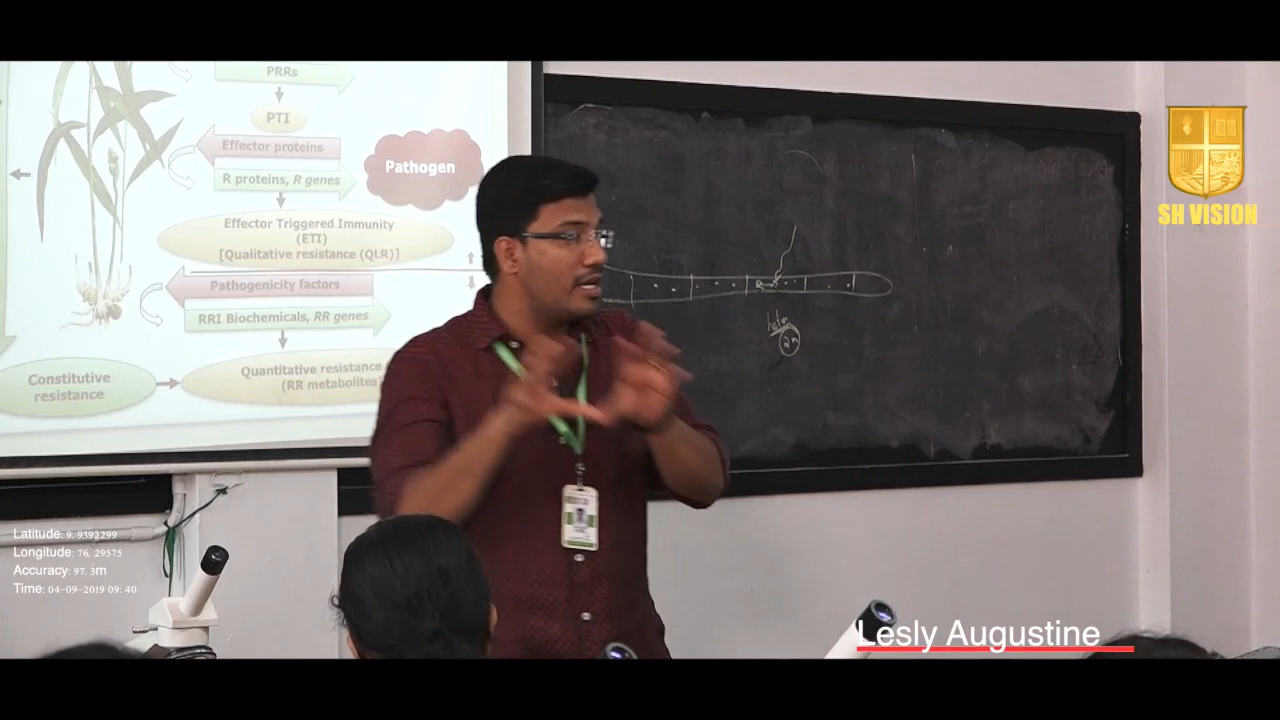 PRRs
PTI
Effector proteins
R proteins, R genes
Pathogen
Effector Triggered Immunity
(ETI)
[Qualitative resistance (QLR)]
Pathogenicity factors
RRI Biochemicals, RR genes
Constitutive
resistance
Quantitative resistance
(RR metabolites)
2n
SH VISION
Latitude: 9. 9392299
Longitude: 76. 29575
Accuracy: 97. 3m
Time: 04-09-2019 09: 40
Lesly Augustine